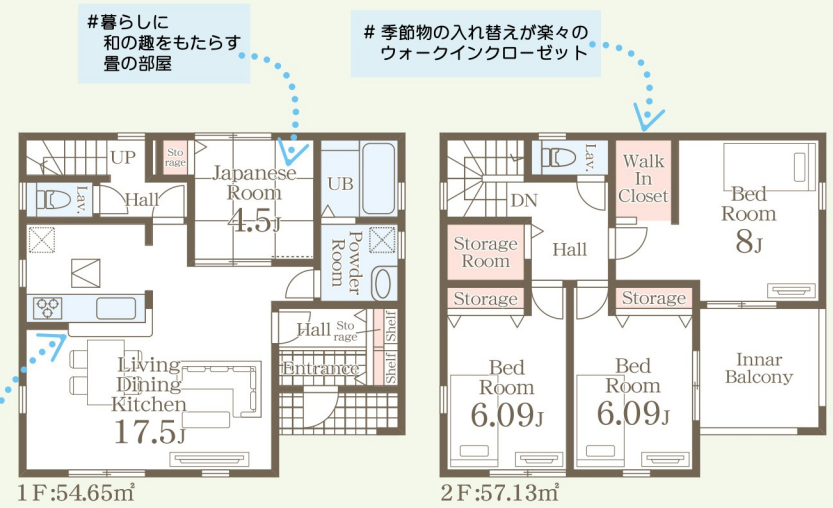 #暮らしに
和の趣をもたらす
畳の部屋
# 季節物の入れ替えが楽々の
ウォークインクローゼット
UP
Sto
rage
Japanese
Room
4.5J
UB
Lav.
Hall
Powder
Room
Hall
Sto
rage
Shelf
Shelf
Entrance
Living
Dining
Kitchen
17.5J
1F:54.65㎡
Lav.
Walk
In
Closet
Bed
Room
8J
DN
Hall
Storage
Room
Storage
Storage
Bed
Room
6.09J
Bed
Room
6.09J
Innar
Balcony
2F:57.13㎡